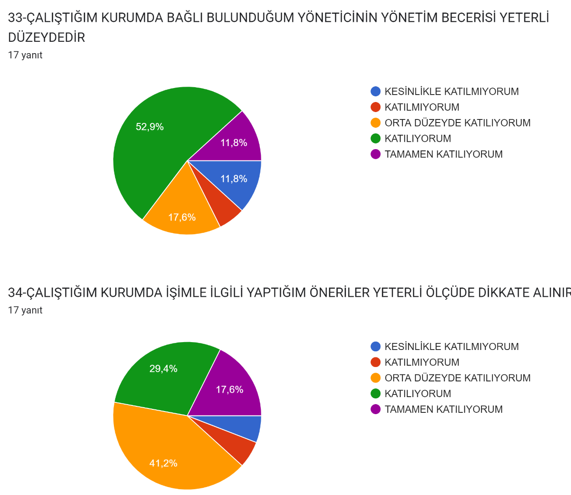 33-ÇALIŞTIĞIM KURUMDA BAĞLI BULUNDUĞUM YÖNETİCİNİN YÖNETİM BECERİSİ YETERLİ
DÜZEYDEDİR
17 yanıt
52,9%
11,8%
11,8%
17,6%
KESİNLİKLE KATILMIYORUM
KATILMIYORUM
ORTA DÜZEYDE KATILIYORUM
KATILIYORUM
TAMAMEN KATILIYORUM
34-ÇALIŞTIĞIM KURUMDA İŞİMLE İLGİLİ YAPTIĞIM ÖNERİLER YETERLİ ÖLÇÜDE DİKKATE ALINIR
17 yanıt
29,4%
17,6%
41,2%
KESİNLİKLE KATILMIYORUM
KATILMIYORUM
ORTA DÜZEYDE KATILIYORUM
KATILIYORUM
TAMAMEN KATILIYORUM